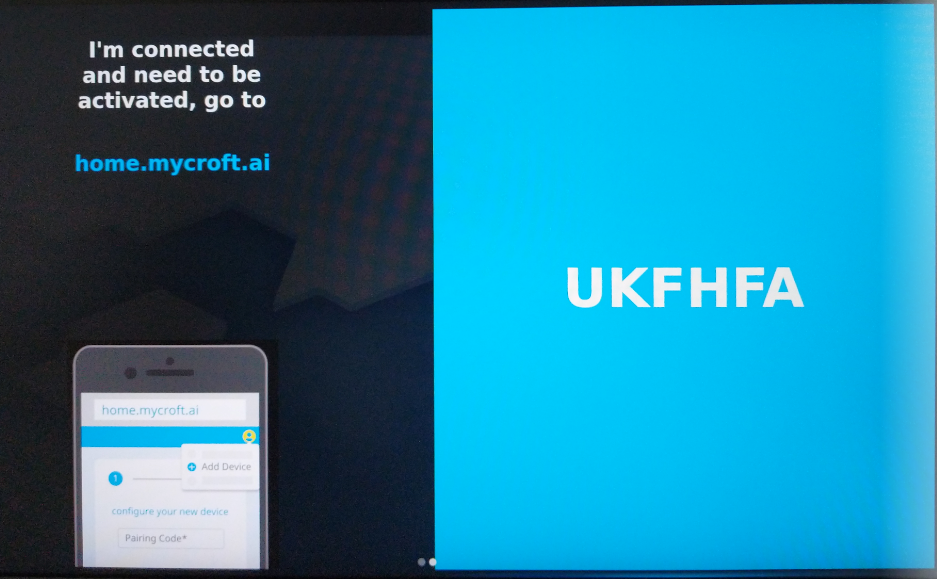 I'm connected
and need to be
activated, go to
home.mycroft.ai
UKFHFA
home.mycroft.ai
Add Device
1
configure your new device
Pairing Code*